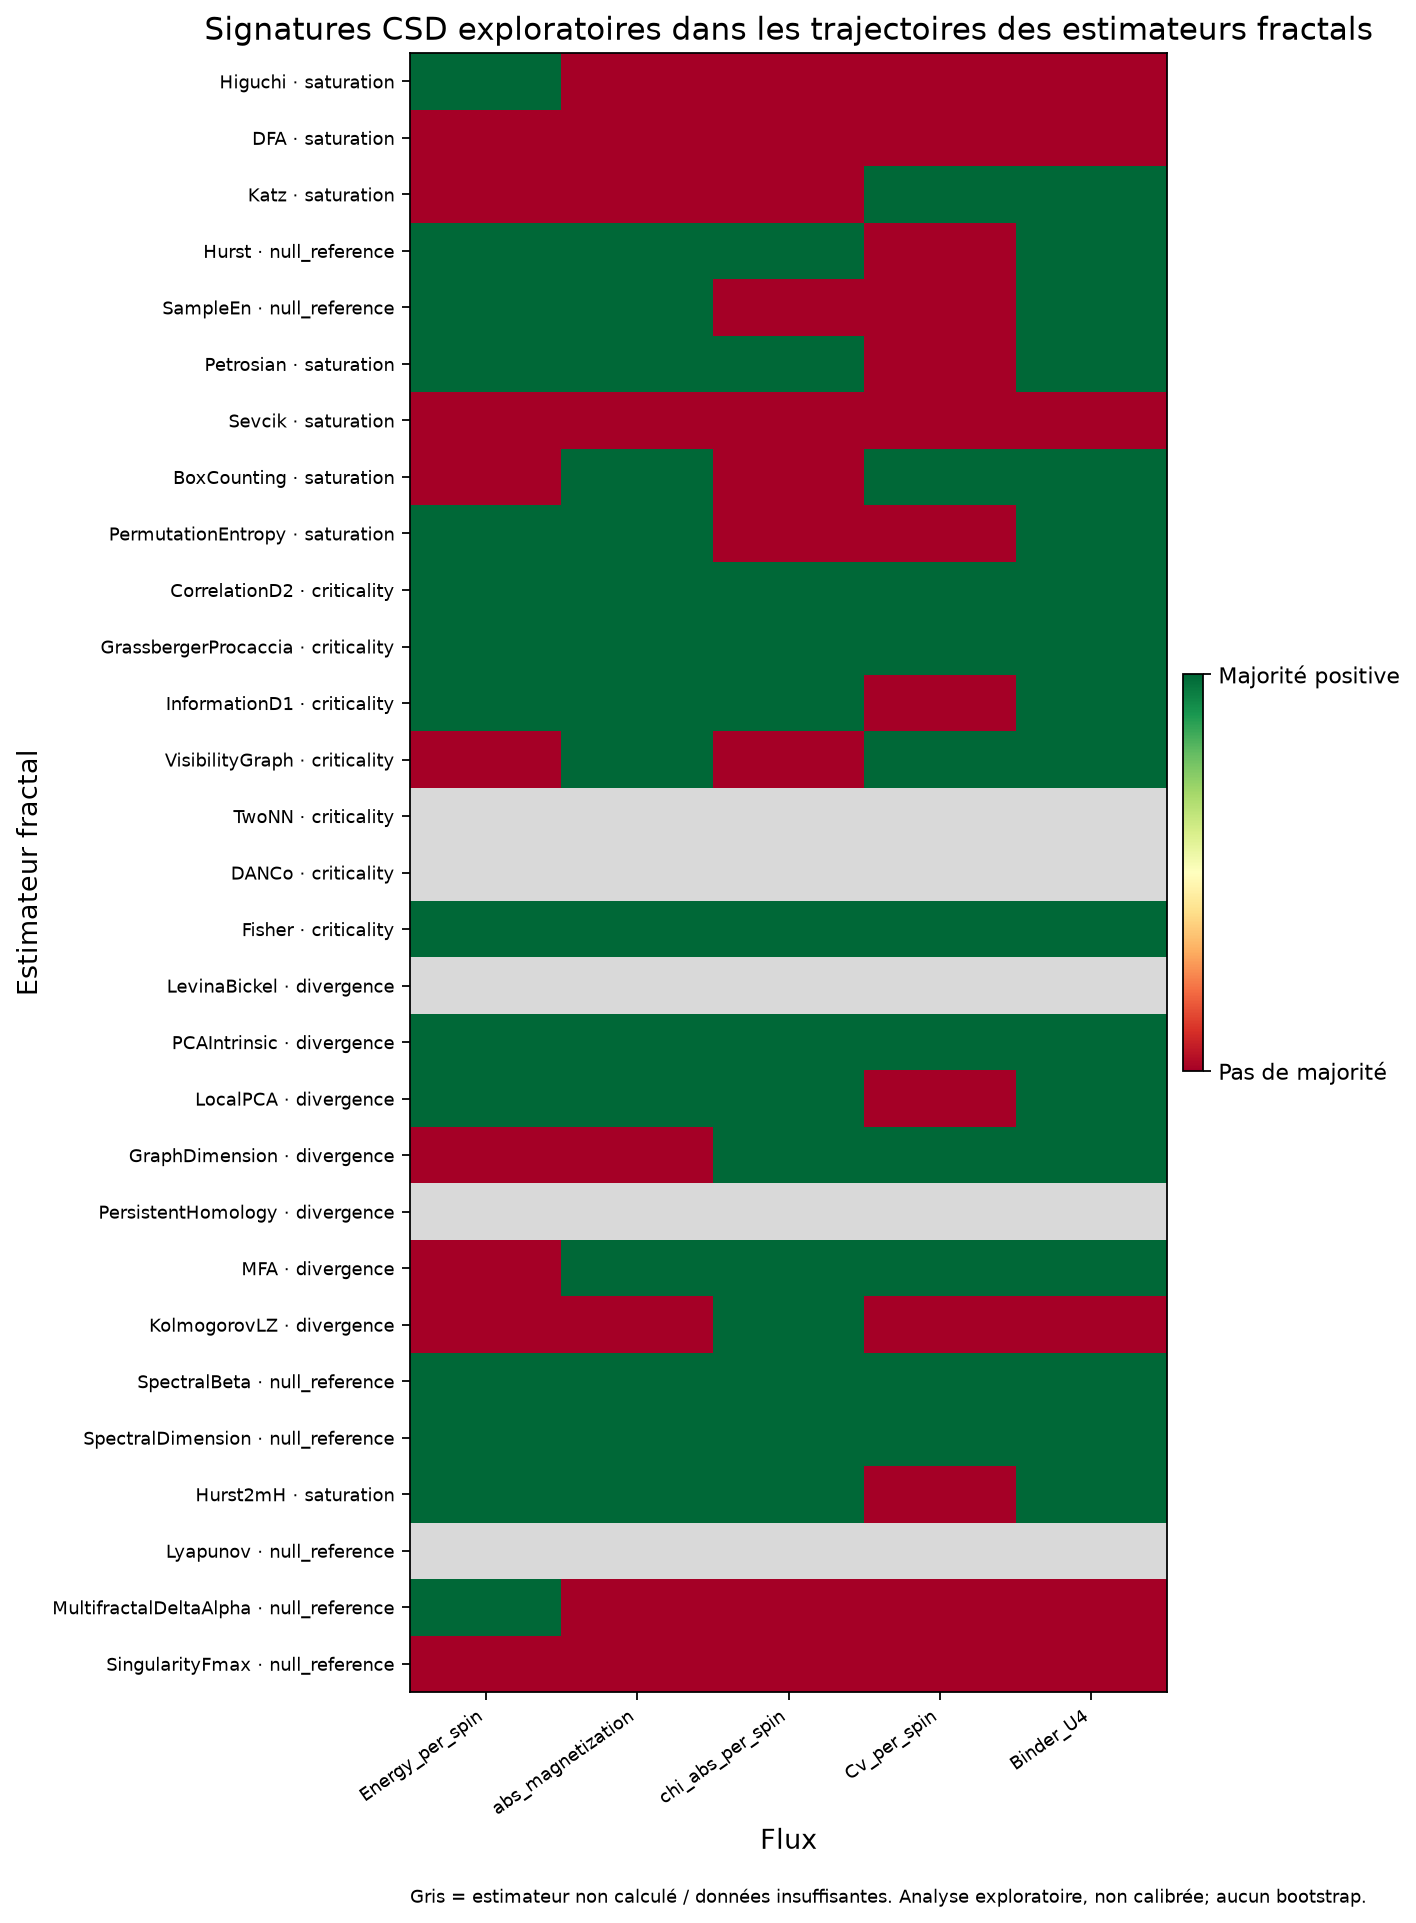 Signatures CSD exploratoires dans les trajectoires des estimateurs fractals
Estimateur fractal
Higuchi · saturation
DFA · saturation
Katz · saturation
Hurst · null_reference
SampleEn · null_reference
Petrosian · saturation
Sevcik · saturation
BoxCounting · saturation
PermutationEntropy · saturation
CorrelationD2 · criticality
GrassbergerProcaccia · criticality
InformationD1 · criticality
VisibilityGraph · criticality
TwoNN · criticality
DANCo · criticality
Fisher · criticality
LevinaBickel · divergence
PCAIntrinsic · divergence
LocalPCA · divergence
GraphDimension · divergence
PersistentHomology · divergence
MFA · divergence
KolmogorovLZ · divergence
SpectralBeta · null_reference
SpectralDimension · null_reference
Hurst2mH · saturation
Lyapunov · null_reference
MultifractalDeltaAlpha · null_reference
SingularityFmax · null_reference
Majorité positive
Pas de majorité
Energy_per_spin
abs_magnetization
chi_abs_per_spin
Cv_per_spin
Binder_U4
Flux
Gris = estimateur non calculé / données insuffisantes. Analyse exploratoire, non calibrée; aucun bootstrap.